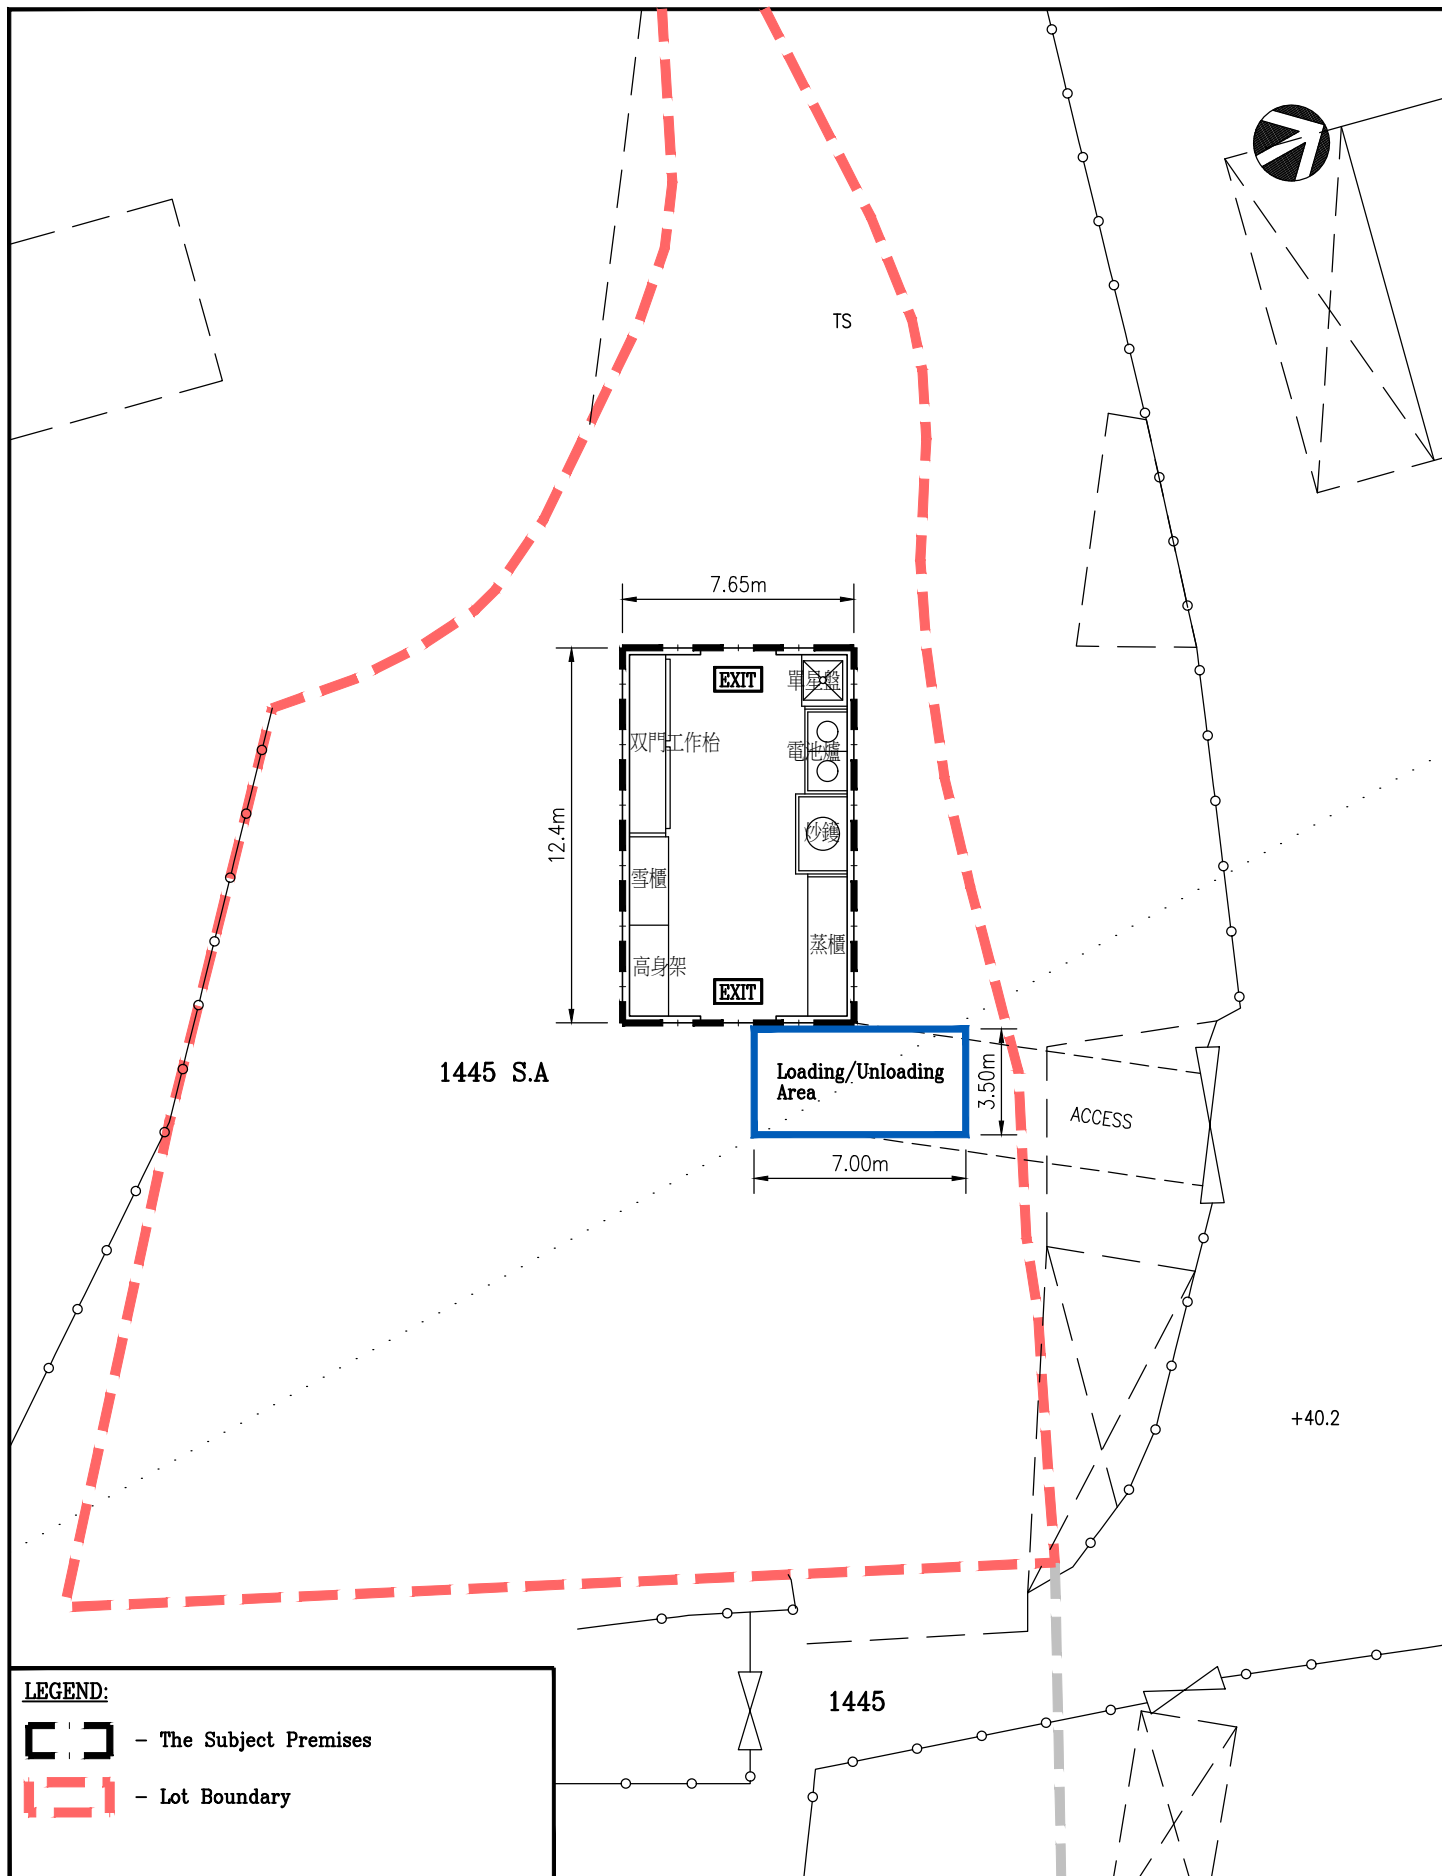 TS
7.65m
EXIT
單星盤
双門工作枱
電池爐
12.4m
炒鑊
雪櫃
蒸櫃
高身架
EXIT
1445 S.A
Loading/Unloading
Area
3.50m
ACCESS
7.00m
+40.2
LEGEND:
1445
- The Subject Premises
- Lot Boundary